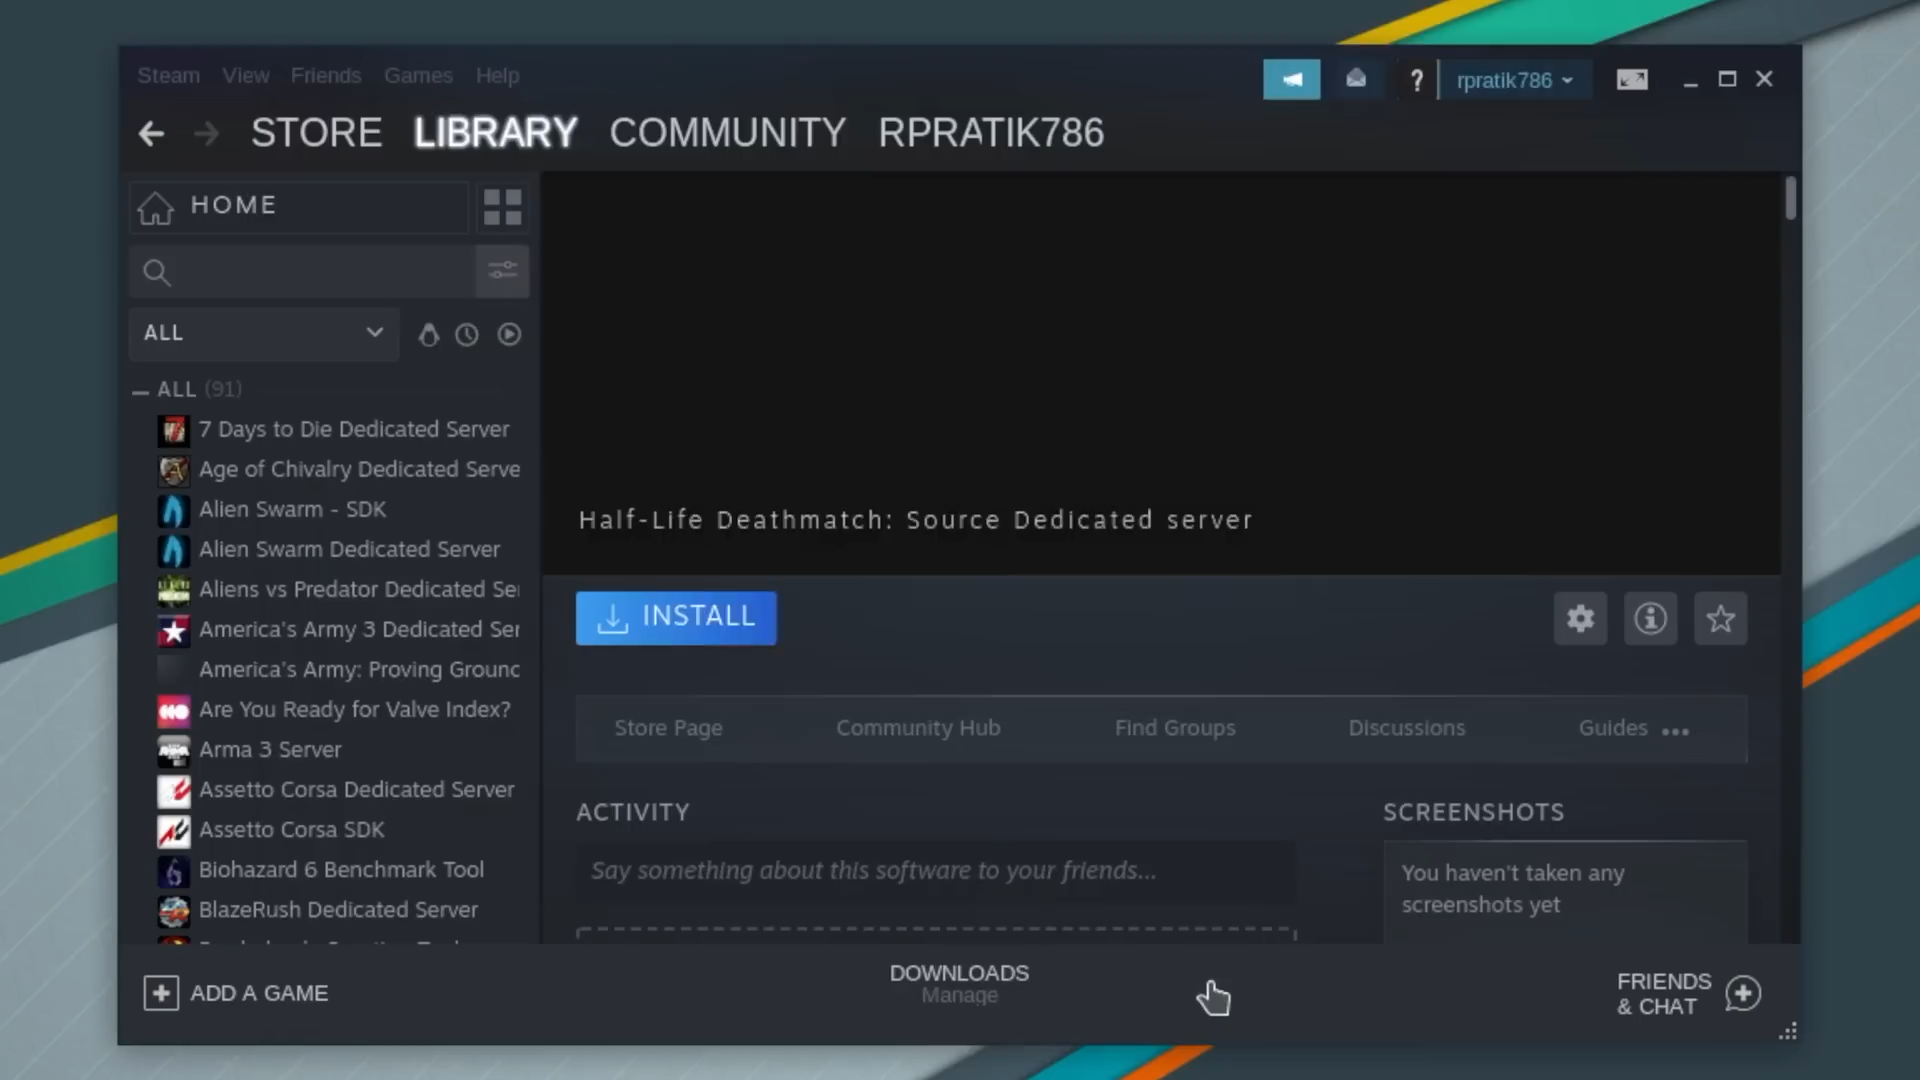 Steam View Friends Games Help
? rpratik786
STORE LIBRARY COMMUNITY RPRATIK786
HOME
ALL
ALL (91)
7 Days to Die Dedicated Server
Age of Chivalry Dedicated Serve
Alien Swarm - SDK
Alien Swarm Dedicated Server
Aliens vs Predator Dedicated Se
America's Army 3 Dedicated Ser
America's Army: Proving Ground
Are You Ready for Valve Index?
Arma 3 Server
Assetto Corsa Dedicated Server
Assetto Corsa SDK
Biohazard 6 Benchmark Tool
BlazeRush Dedicated Server
Half-Life Deathmatch: Source Dedicated server
INSTALL
Store Page Community Hub Find Groups Discussions Guides •••
ACTIVITY
Say something about this software to your friends...
SCREENSHOTS
You haven't taken any
screenshots yet
ADD A GAME
DOWNLOADS
Manage
FRIENDS
& CHAT